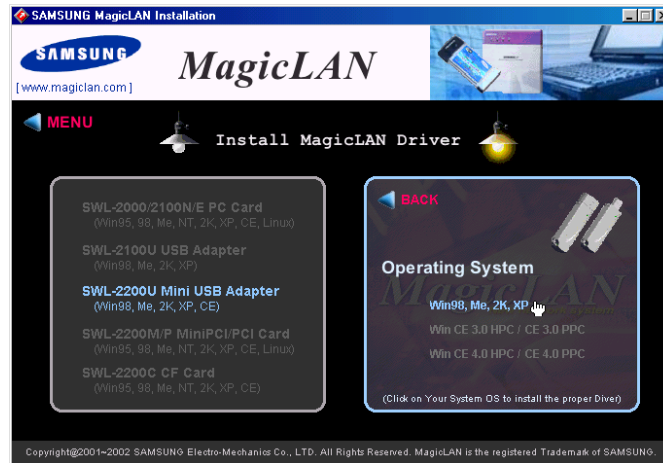 SAMSUNG MagicLAN Installation
SAMSUNG
[www.magiclan.com]
MagicLAN
MENU
Install MagicLAN Driver
SWL-2000/2100N/E PC Card
(Win95, 98, Me, NT, 2K, XP, CE, Linux)
SWL-2100U USB Adapter
(Win98, Me, 2K, XP)
SWL-2200U Mini USB Adapter
(Win98, Me, 2K, XP, CE)
SWL-2200M/P MiniPCI/PCI Card
(Win95, 98, Me, NT, 2K, XP, CE, Linux)
SWL-2200C CF Card
(Win95, 98, Me, NT, 2K, XP, CE)
BACK
Operating System
MagicLAN
Win98, Me, 2K, XP
Win CE 3.0 HPC / CE 3.0 PPC
Win CE 4.0 HPC / CE 4.0 PPC
(Click on Your System OS to install the proper Diver)
Copyright@2001~2002 SAMSUNG Electro-Mechanics Co., LTD. All Rights Reserved. MagicLAN is the registered Trademark of SAMSUNG.